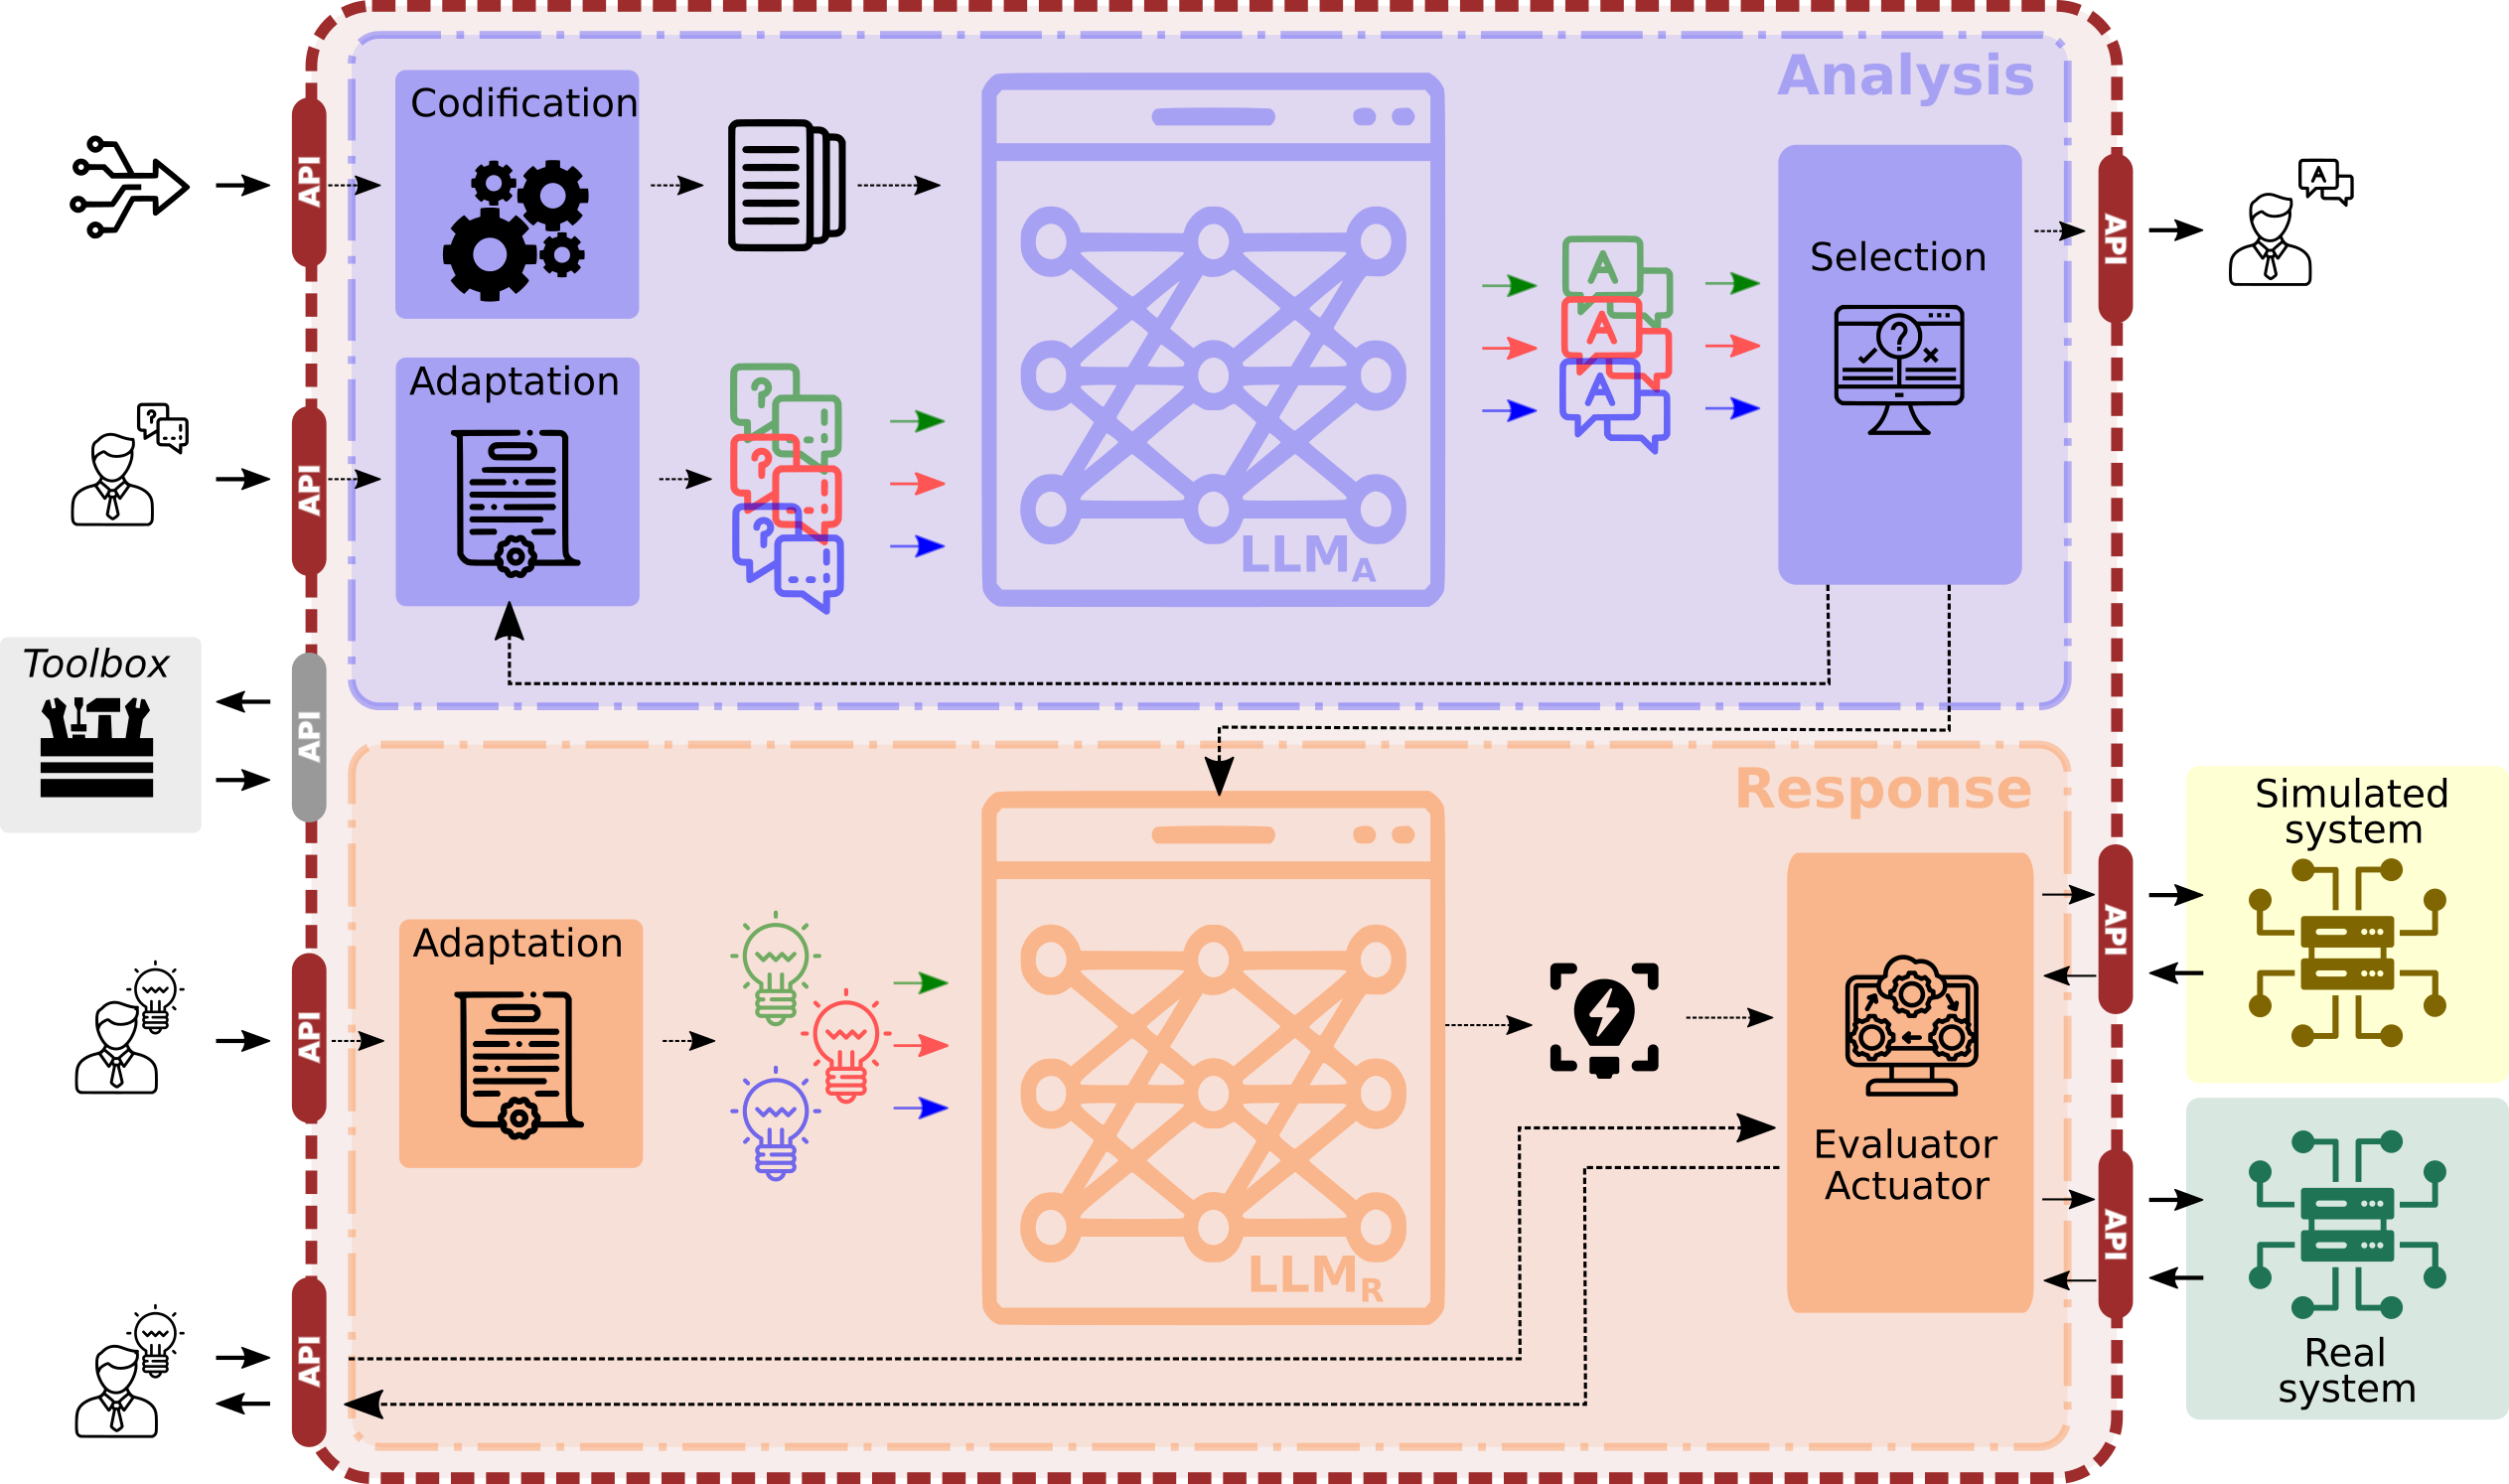 Analysis
Codification
API
A
API
Selection
?
A
Adaptation
A
?
A
?
API
?
?
LLM_A
Toolbox
API
Response
Simulated
system
API
Adaptation
API
Evaluator
Actuator
API
LLM_R
API
Real
system